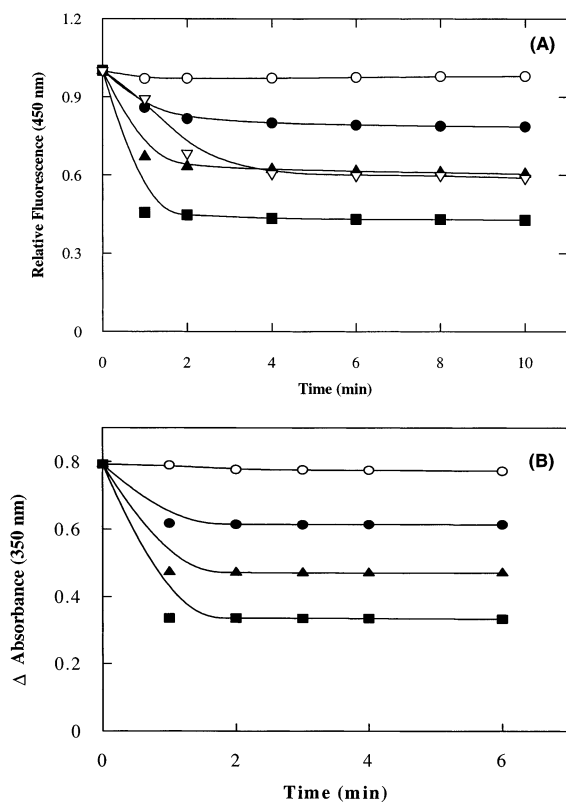 (A)
Relative Fluorescence (450 nm)
1.2
0.9
0.6
0.3
0
0 2 4 6 8 10
Time (min)
(B)
Δ Absorbance (350 nm)
0.8
0.6
0.4
0.2
0
0 2 4 6
Time (min)